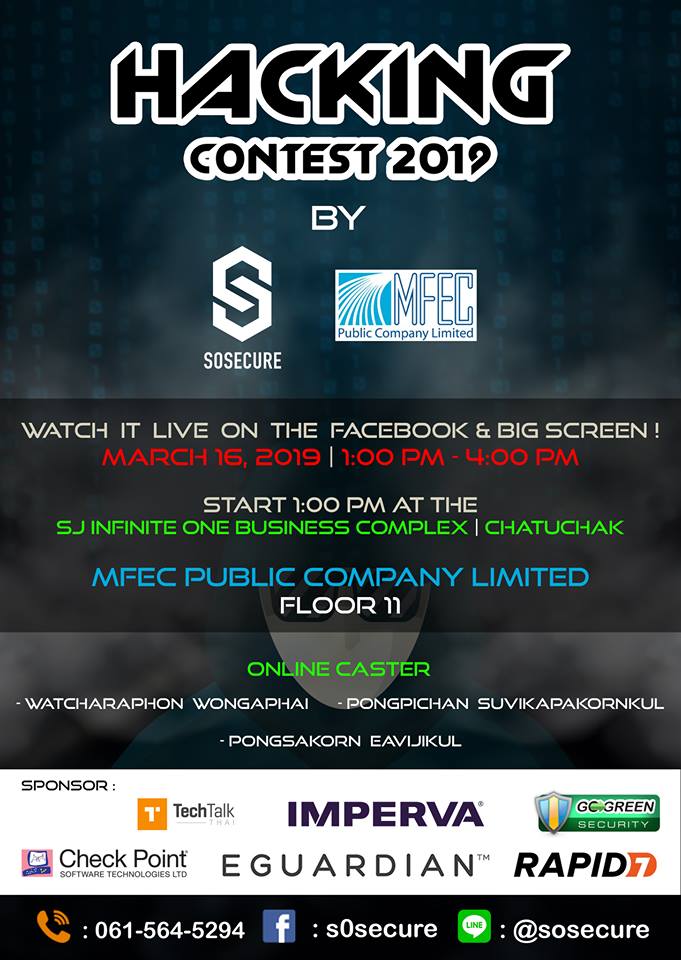 HACKING
CONTEST 2019
BY
SOSECURE
MFEC
Public Company Limited
WATCH IT LIVE ON THE FACEBOOK & BIG SCREEN !
MARCH 16, 2019 | 1:00 PM - 4:00 PM
START 1:00 PM AT THE
SJ INFINITE ONE BUSINESS COMPLEX | CHATUCHAK
MFEC PUBLIC COMPANY LIMITED
FLOOR 11
ONLINE CASTER
- WATCHARAPHON WONGAPHAI - PONGPICHAN SUVIKAPAKORNKUL
- PONGSAKORN EAVIJIKUL
SPONSOR :
TechTalk
THAI
IMPERVA®
GO GREEN
SECURITY
Check Point®
SOFTWARE TECHNOLOGIES LTD
EGUARDIAN™
RAPID7
: 061-564-5294 : s0secure LINE : @sosecure